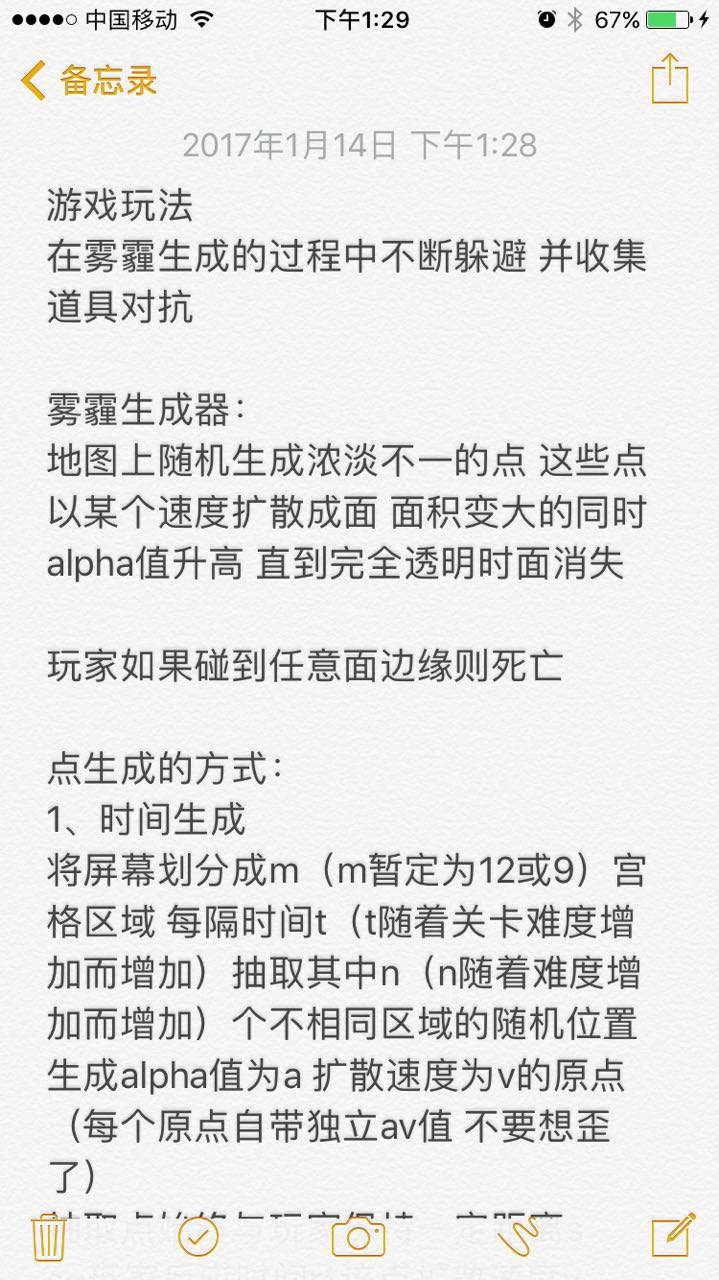 中国移动 下午1:29 67%
备忘录
2017年1月14日 下午1:28
游戏玩法
在雾霾生成的过程中不断躲避 并收集
道具对抗
雾霾生成器：
地图上随机生成浓淡不一的点 这些点
以某个速度扩散成面 面积变大的同时
alpha值升高 直到完全透明时面消失
玩家如果碰到任意面边缘则死亡
点生成的方式：
1、时间生成
将屏幕划分成m（m暂定为12或9）宫
格区域 每隔时间t（t随着关卡难度增
加而增加）抽取其中n（n随着难度增
加而增加）个不相同区域的随机位置
生成alpha值为a 扩散速度为v的原点
（每个原点自带独立av值 不要想歪
了）